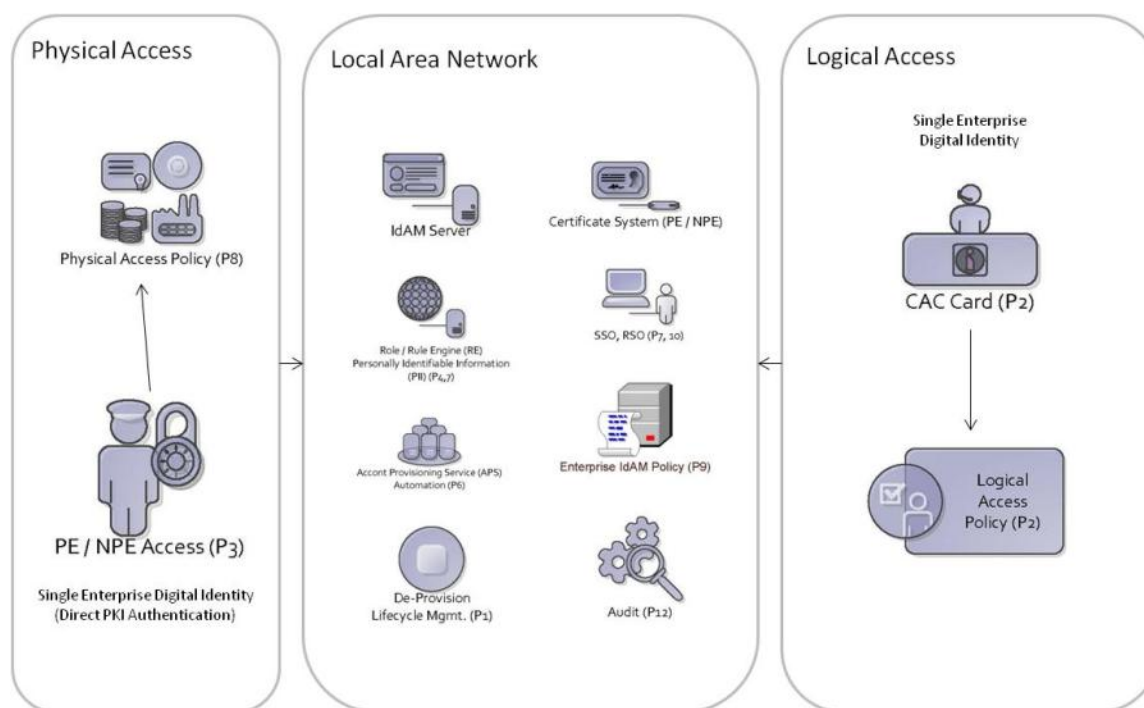 Physical Access
Physical Access Policy (P8)
PE / NPE Access (P3)
Single Enterprise Digital Identity
(Direct PKI Authentication)
Local Area Network
IdAM Server
Certificate System (PE / NPE)
Role / Rule Engine (RE)
Personally Identifiable Information
(PII) (P4,7)
SSO, RSO (P7, 10)
Accont Provisioning Service (APS)
Automation (P6)
Enterprise IdAM Policy (P9)
De-Provision
Lifecycle Mgmt. (P1)
Audit (P12)
Logical Access
Single Enterprise
Digital Identity
CAC Card (P2)
Logical
Access
Policy (P2)